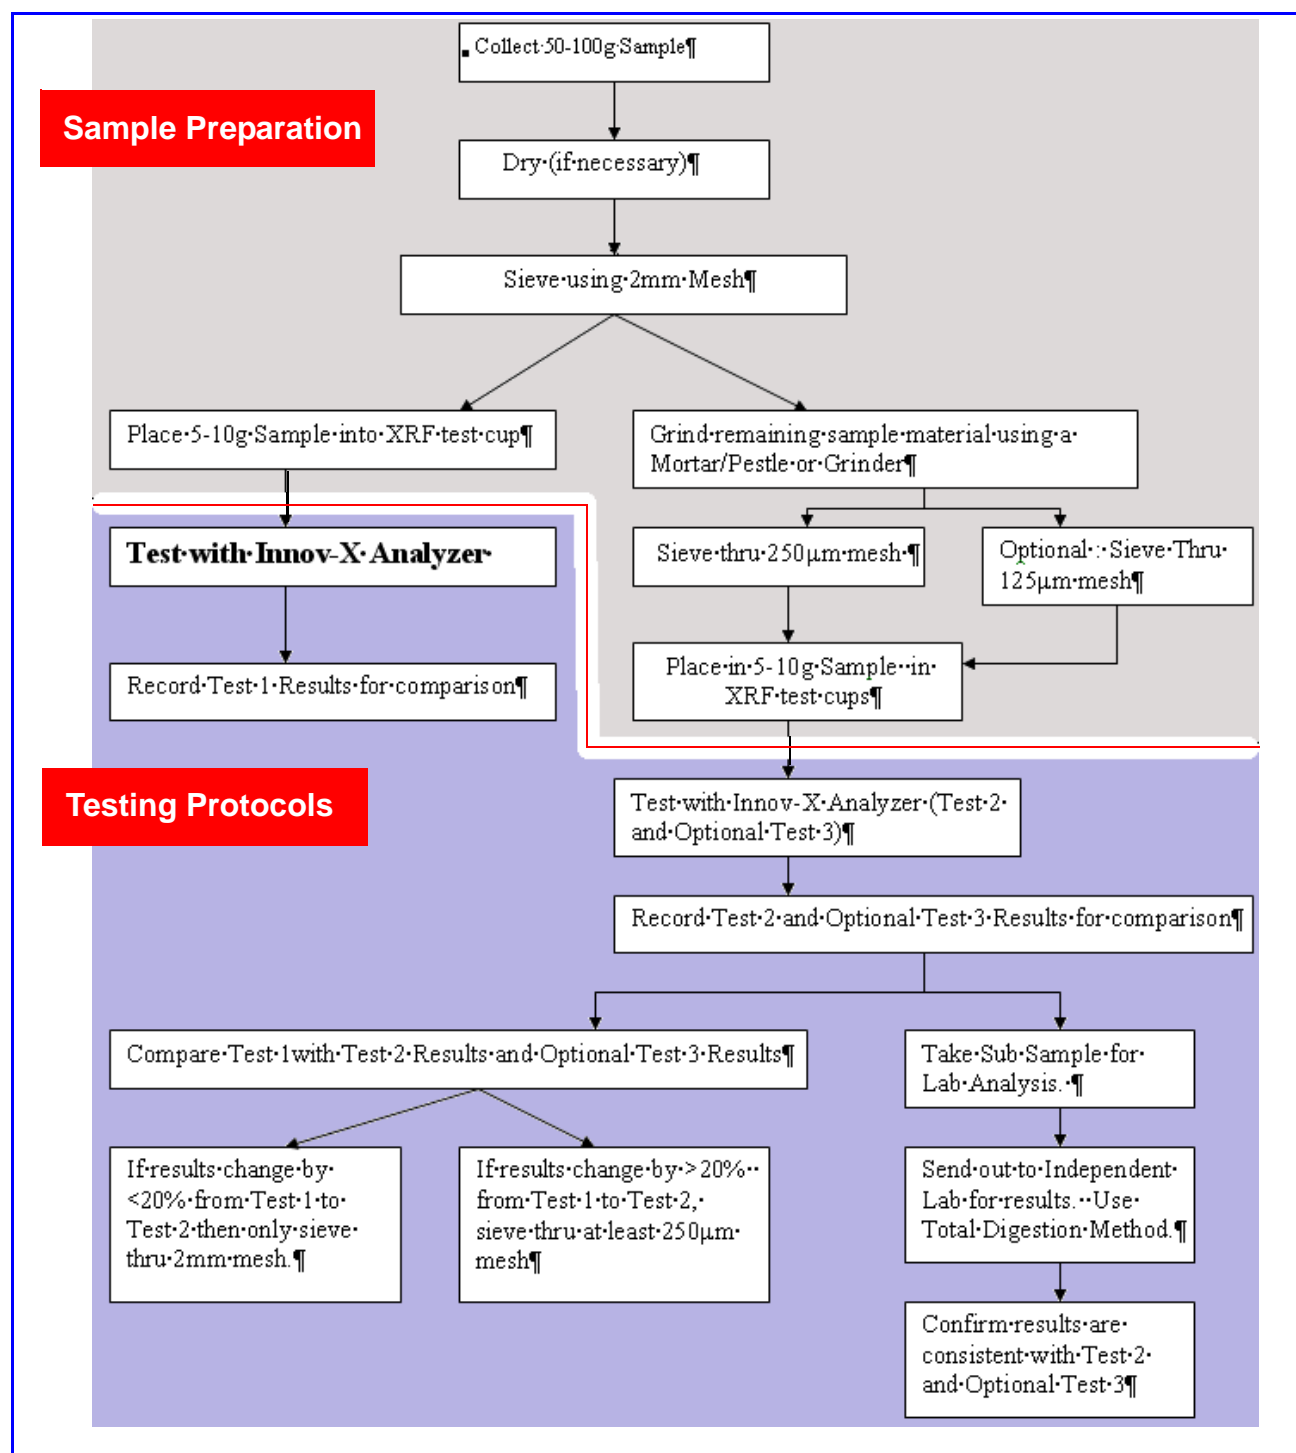 Collect 50-100g Sample¶
Sample Preparation
Dry (if necessary)¶
Sieve using 2mm Mesh¶
Place 5-10g Sample into XRF test cup¶
Grind remaining sample material using a
Mortar/Pestle or Grinder¶
Test with Innov-X Analyzer
Sieve thru 250µm mesh ¶
Optional : Sieve Thru
125µm mesh¶
Record Test 1 Results for comparison¶
Place in 5-10g Sample in
XRF test cups¶
Testing Protocols
Test with Innov-X Analyzer (Test 2
and Optional Test 3)¶
Record Test 2 and Optional Test 3 Results for comparison¶
Compare Test 1with Test 2 Results and Optional Test 3 Results¶
Take Sub Sample for
Lab Analysis. ¶
If results change by
<20% from Test 1 to
Test 2 then only sieve
thru 2mm mesh.¶
If results change by >20%
from Test 1 to Test 2,
sieve thru at least 250µm
mesh¶
Send out to Independent
Lab for results. Use
Total Digestion Method.¶
Confirm results are
consistent with Test 2
and Optional Test 3¶